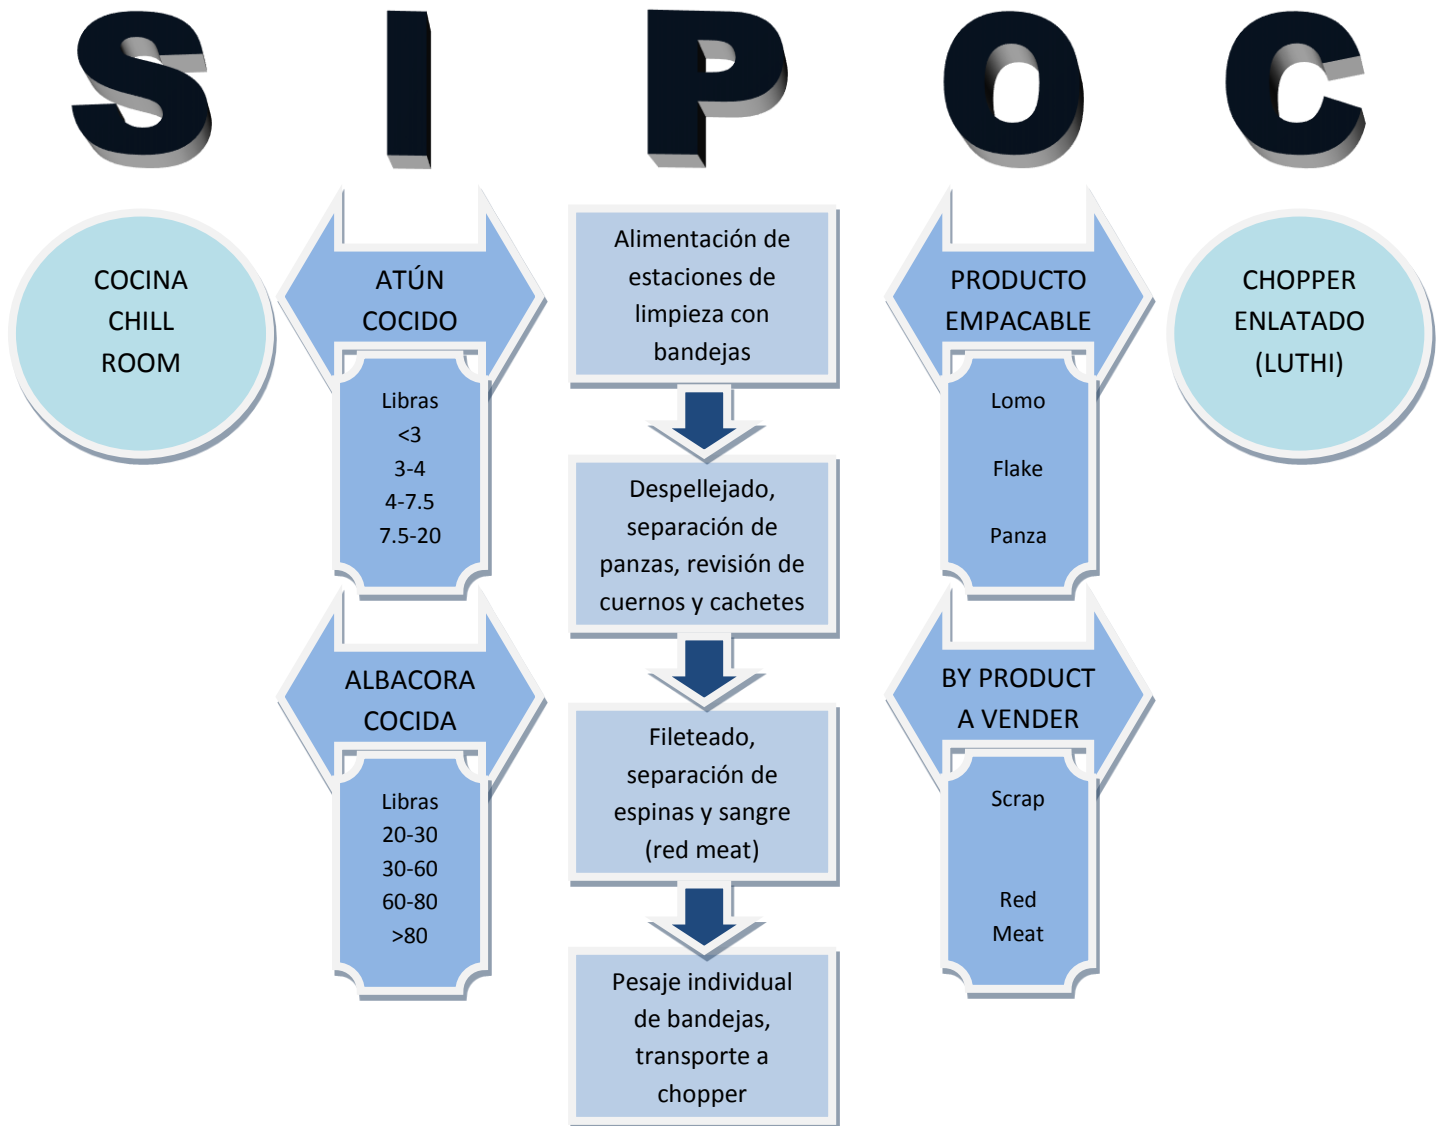 S I P O C
COCINA
CHILL
ROOM
ATÚN
COCIDO
Libras
<3
3-4
4-7.5
7.5-20
ALBACORA
COCIDA
Libras
20-30
30-60
60-80
>80
Alimentación de
estaciones de
limpieza con
bandejas
Despellejado,
separación de
panzas, revisión de
cuernos y cachetes
Fileteado,
separación de
espinas y sangre
(red meat)
Pesaje individual
de bandejas,
transporte a
chopper
PRODUCTO
EMPACABLE
Lomo
Flake
Panza
BY PRODUCT
A VENDER
Scrap
Red
Meat
CHOPPER
ENLATADO
(LUTHI)